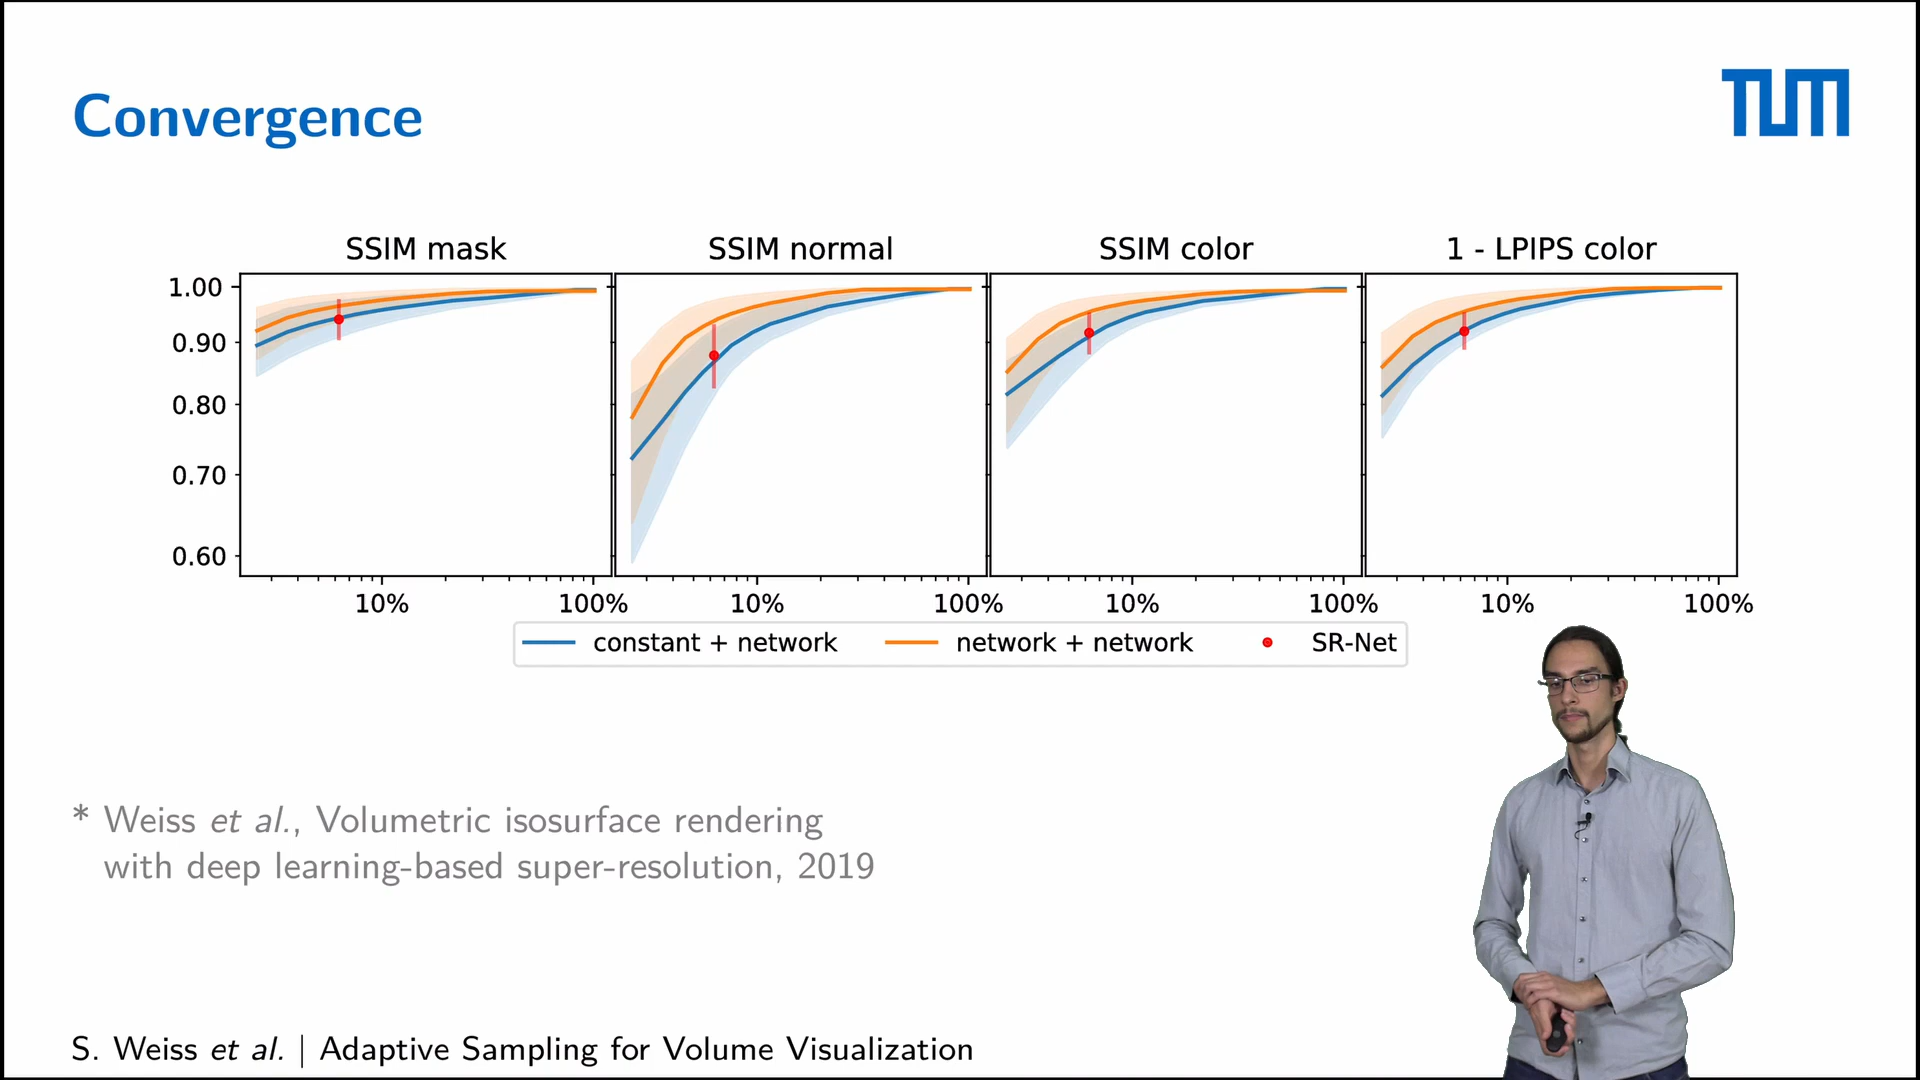 Convergence
TUM
SSIM mask
SSIM normal
SSIM color
1 - LPIPS color
1.00
0.90
0.80
0.70
0.60
10% 100% 10% 100% 10% 100% 10% 100%
constant + network network + network SR-Net
* Weiss et al., Volumetric isosurface rendering
with deep learning-based super-resolution, 2019
S. Weiss et al. | Adaptive Sampling for Volume Visualization